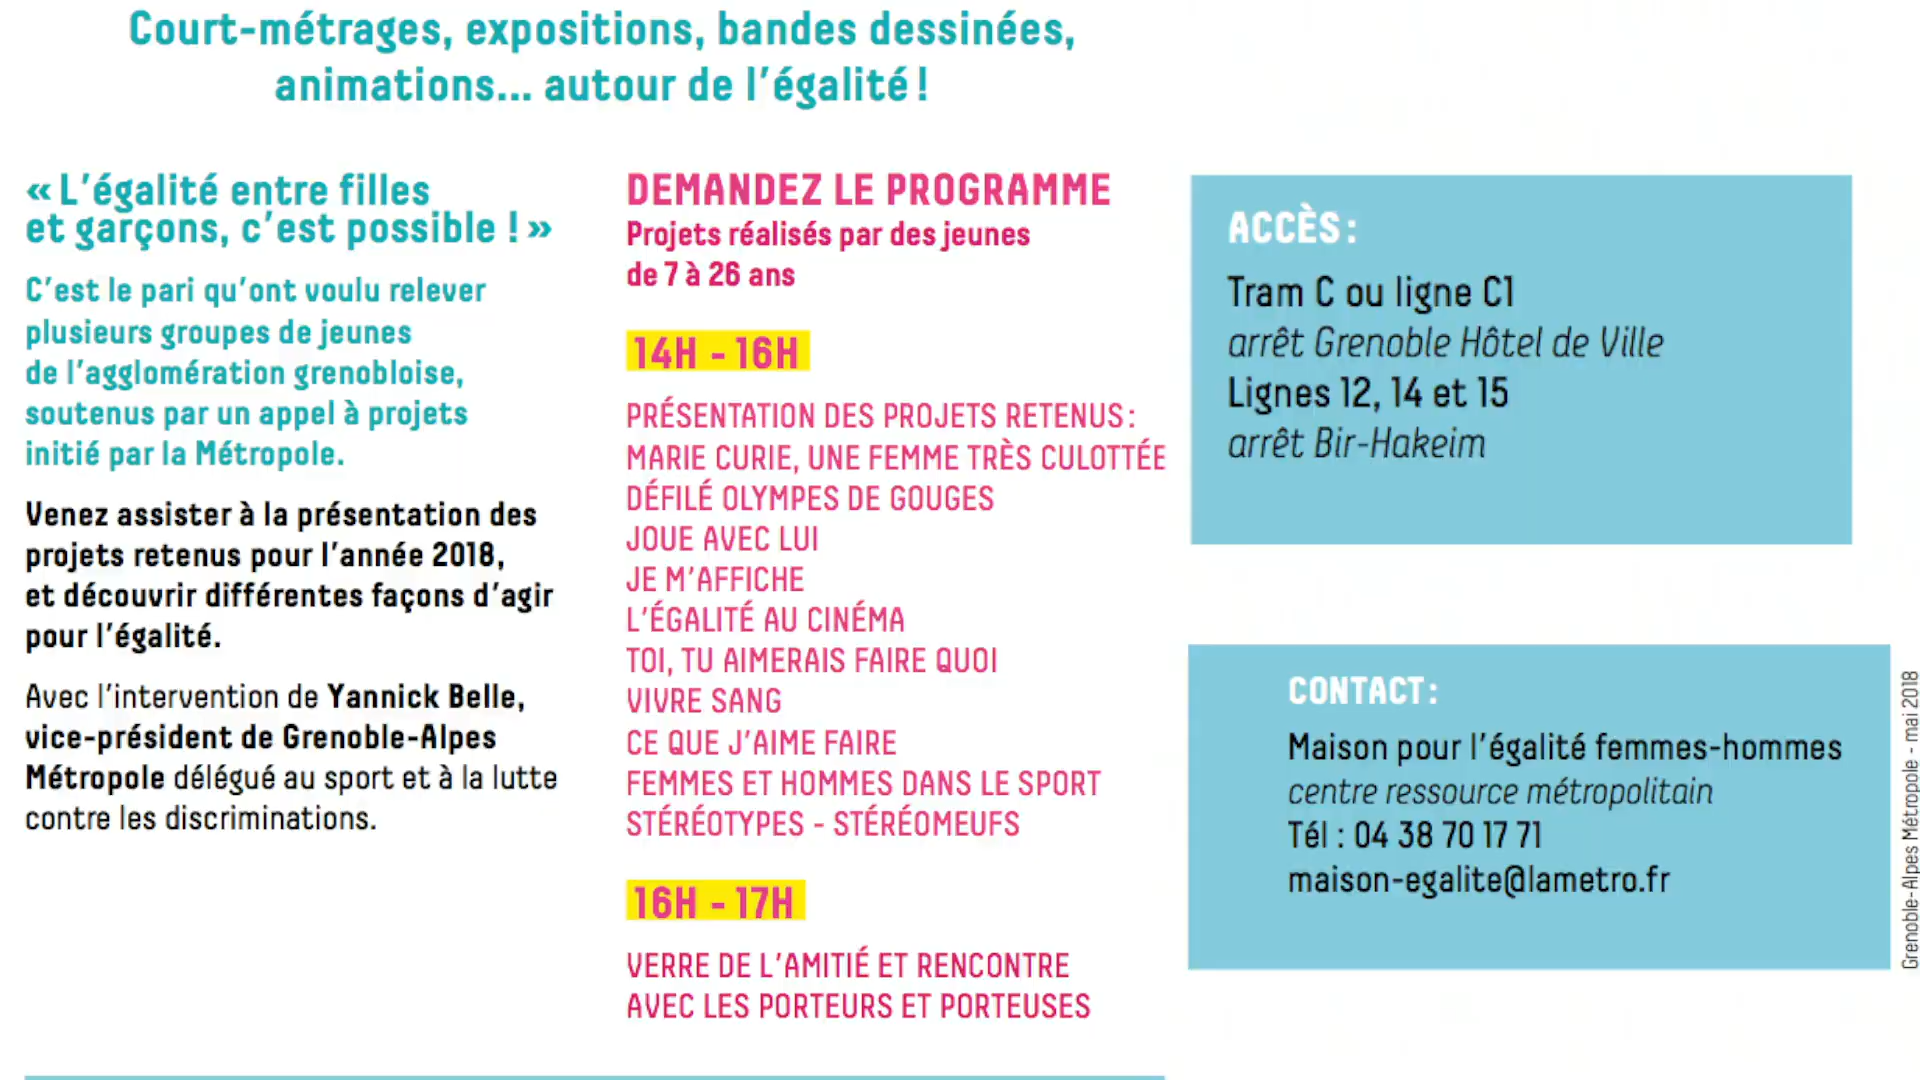 Court-métrages, expositions, bandes dessinées,
animations... autour de l'égalité !
« L'égalité entre filles
et garçons, c'est possible ! »
C'est le pari qu'ont voulu relever
plusieurs groupes de jeunes
de l'agglomération grenobloise,
soutenus par un appel à projets
initié par la Métropole.
Venez assister à la présentation des
projets retenus pour l'année 2018,
et découvrir différentes façons d'agir
pour l'égalité.
Avec l'intervention de Yannick Belle,
vice-président de Grenoble-Alpes
Métropole délégué au sport et à la lutte
contre les discriminations.
DEMANDEZ LE PROGRAMME
Projets réalisés par des jeunes
de 7 à 26 ans
14H - 16H
PRÉSENTATION DES PROJETS RETENUS :
MARIE CURIE, UNE FEMME TRÈS CULOTTÉE
DÉFILÉ OLYMPES DE GOUGES
JOUE AVEC LUI
JE M'AFFICHE
L'ÉGALITÉ AU CINÉMA
TOI, TU AIMERAIS FAIRE QUOI
VIVRE SANG
CE QUE J'AIME FAIRE
FEMMES ET HOMMES DANS LE SPORT
STÉRÉOTYPES - STÉRÉOMEUFS
16H - 17H
VERRE DE L'AMITIÉ ET RENCONTRE
AVEC LES PORTEURS ET PORTEUSES
ACCÈS :
Tram C ou ligne C1
arrêt Grenoble Hôtel de Ville
Lignes 12, 14 et 15
arrêt Bir-Hakeim
CONTACT :
Maison pour l'égalité femmes-hommes
centre ressource métropolitain
Tél : 04 38 70 17 71
maison-egalite@lametro.fr
Grenoble-Alpes Métropole - mai 2018